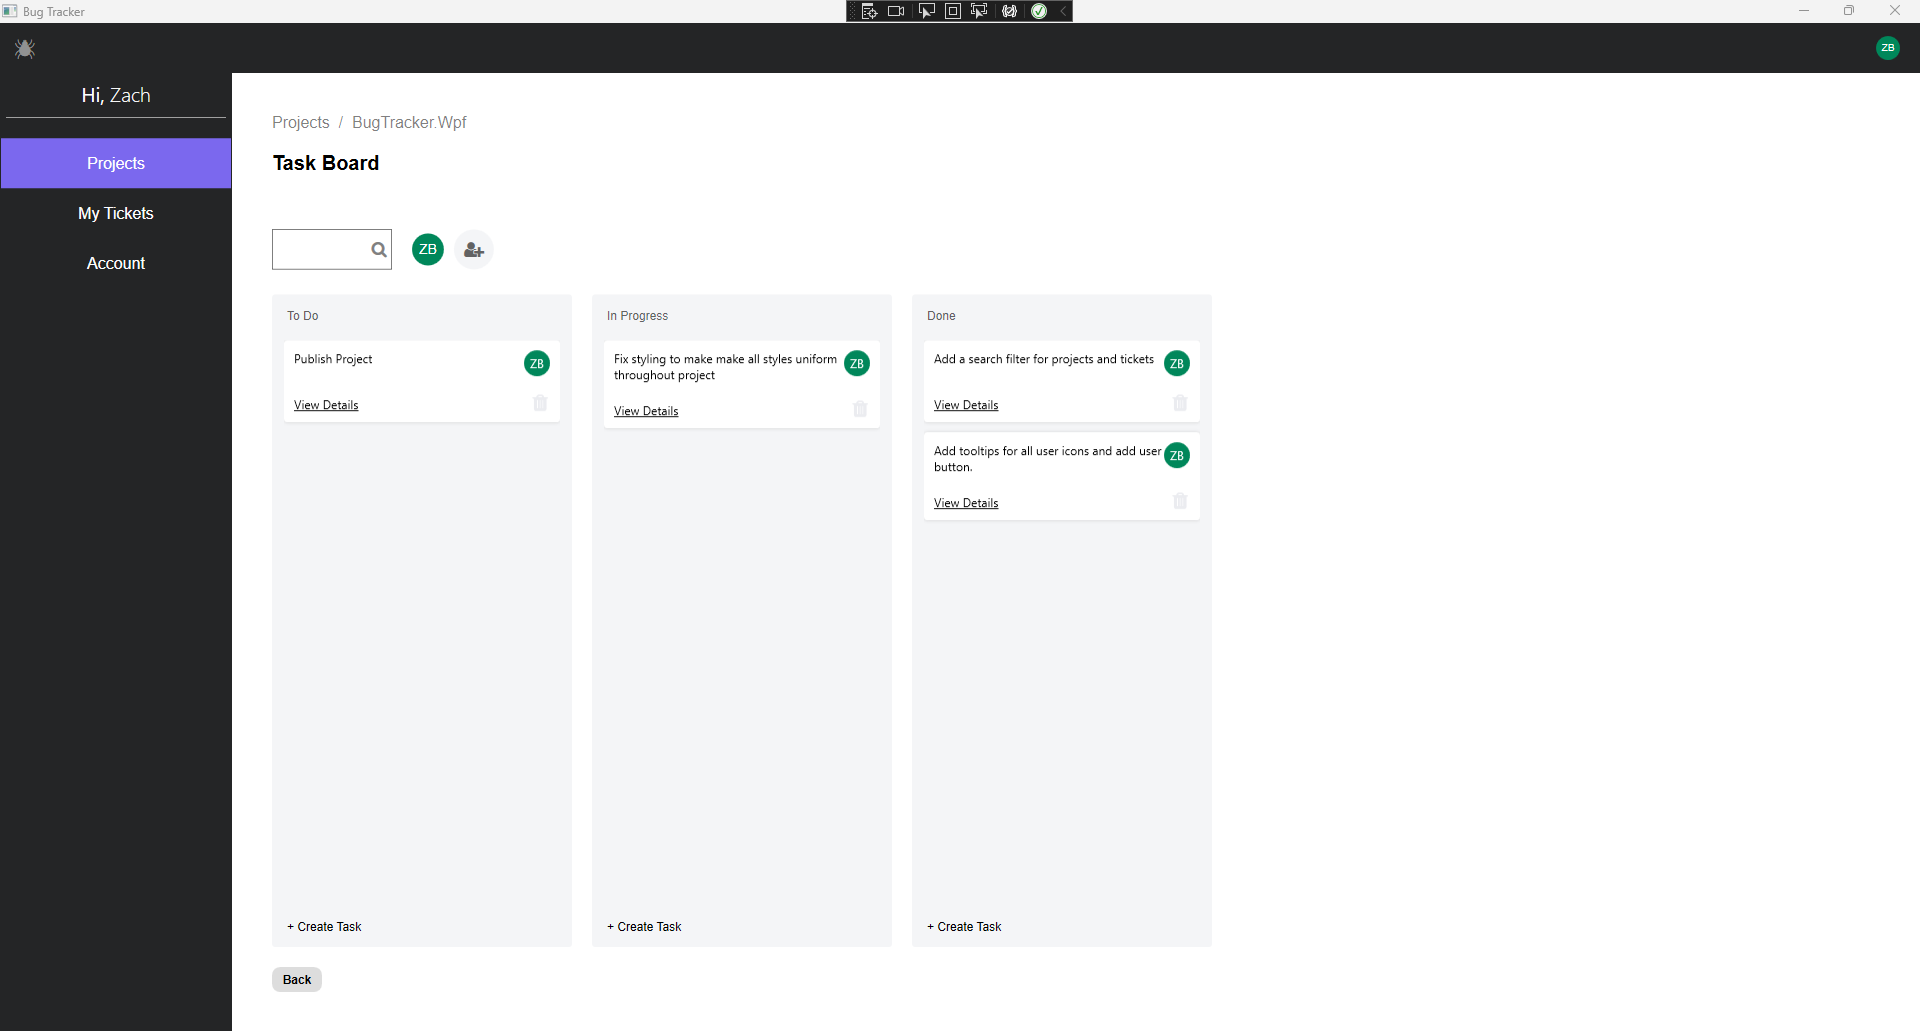 Bug Tracker
ZB
Hi, Zach
Projects
My Tickets
Account
Projects / BugTracker.Wpf
Task Board
ZB
To Do
Publish Project
ZB
View Details
+ Create Task
In Progress
Fix styling to make make all styles uniform
throughout project
ZB
View Details
+ Create Task
Done
Add a search filter for projects and tickets
ZB
View Details
Add tooltips for all user icons and add user
button.
ZB
View Details
+ Create Task
Back